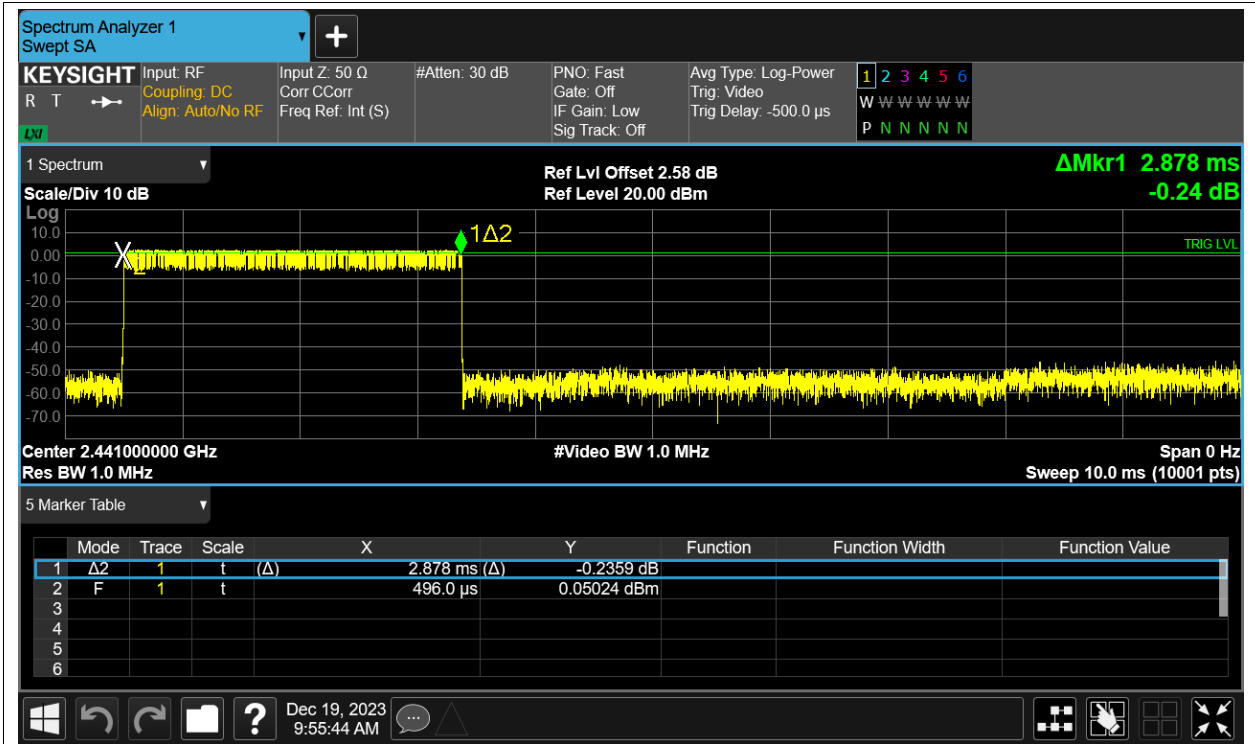 Spectrum Analyzer 1
Swept SA
KEYSIGHT
R T
LXI
Input: RF
Coupling: DC
Align: Auto/No RF
Input Z: 50 Ω
Corr CCorr
Freq Ref: Int (S)
#Atten: 30 dB
PNO: Fast
Gate: Off
IF Gain: Low
Sig Track: Off
Avg Type: Log-Power
Trig: Video
Trig Delay: -500.0 µs
1 2 3 4 5 6
W W W W W W
P N N N N N
1 Spectrum
Scale/Div 10 dB
Log
Ref Lvl Offset 2.58 dB
Ref Level 20.00 dBm
ΔMkr1 2.878 ms
-0.24 dB
10.0
0.00
-10.0
-20.0
-30.0
-40.0
-50.0
-60.0
-70.0
X
2
1Δ2
TRIG LVL
Center 2.441000000 GHz
Res BW 1.0 MHz
#Video BW 1.0 MHz
Span 0 Hz
Sweep 10.0 ms (10001 pts)
5 Marker Table
Mode Trace Scale X Y Function Function Width Function Value
1 Δ2 1 t (Δ) 2.878 ms (Δ) -0.2359 dB
2 F 1 t 496.0 µs 0.05024 dBm
3
4
5
6
?
Dec 19, 2023
9:55:44 AM